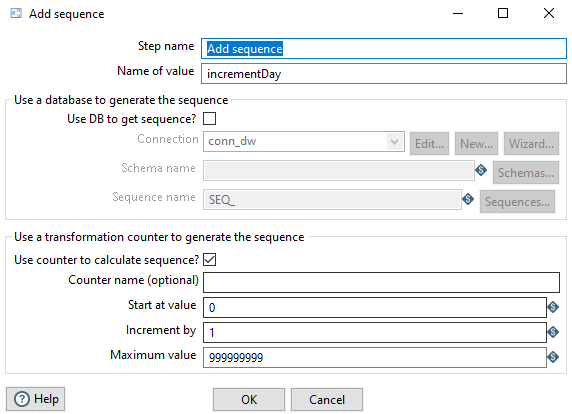 Add sequence
Step name Add sequence
Name of value incrementDay
Use a database to generate the sequence
Use DB to get sequence?
Connection conn_dw Edit... New... Wizard...
Schema name Schemas...
Sequence name SEQ_ Sequences...
Use a transformation counter to generate the sequence
Use counter to calculate sequence?
Counter name (optional)
Start at value 0
Increment by 1
Maximum value 999999999
Help OK Cancel